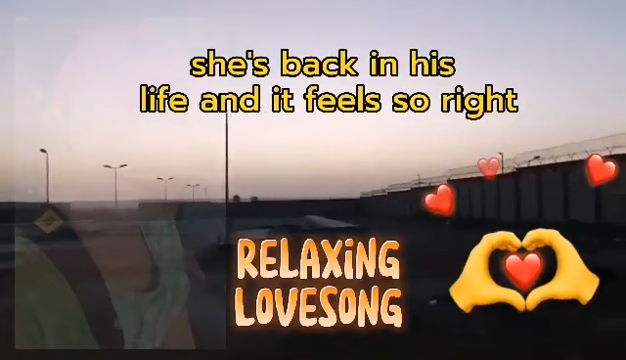 she's back in his
life and it feels so right
RELAXiNG
LOVESONG